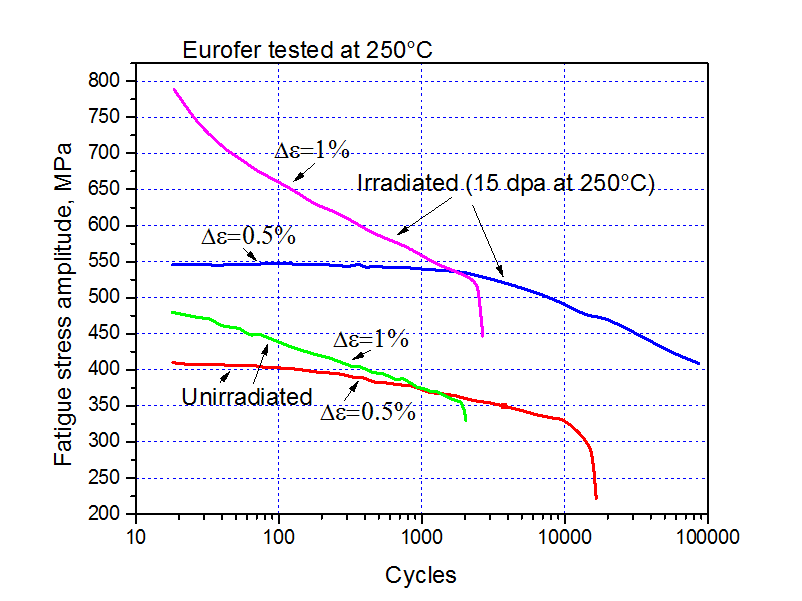 Eurofer tested at 250°C
800
750
700
650
600
550
500
450
400
350
300
250
200
Fatigue stress amplitude, MPa
Δε=1%
Irradiated (15 dpa at 250°C)
Δε=0.5%
Δε=1%
Unirradiated
Δε=0.5%
10
100
1000
10000
100000
Cycles